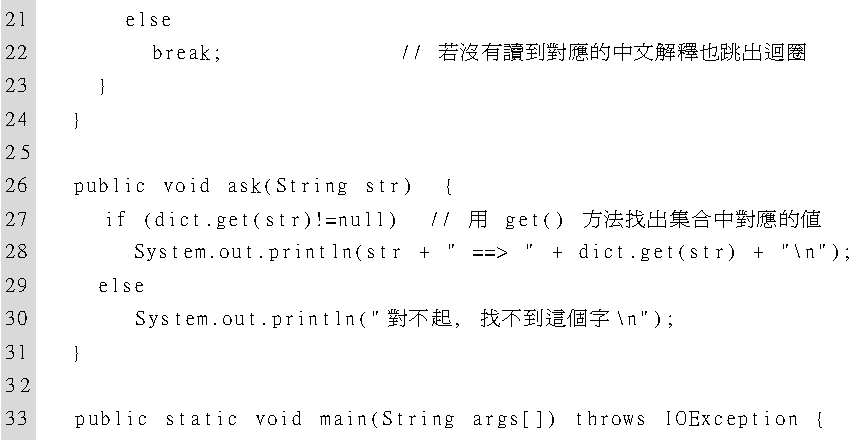 21       else
22         break;              // 若沒有讀到對應的中文解釋也跳出迴圈
23     }
24   }
25
26   public void ask(String str)  {
27     if (dict.get(str)!=null)   // 用 get() 方法找出集合中對應的值
28       System.out.println(str + " ==> " + dict.get(str) + "\n");
29     else
30       System.out.println("對不起, 找不到這個字\n");
31   }
32
33   public static void main(String args[]) throws IOException {